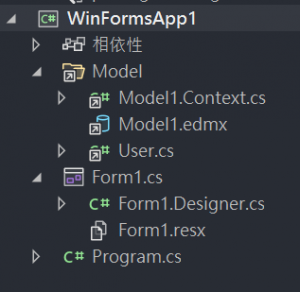 WinFormsApp1
相依性
Model
Model1.Context.cs
Model1.edmx
User.cs
Form1.cs
Form1.Designer.cs
Form1.resx
Program.cs